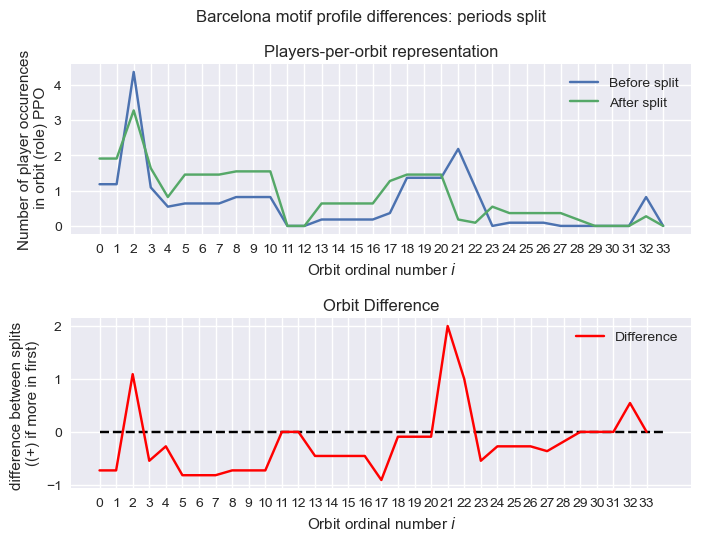 Barcelona motif profile differences: periods split
Players-per-orbit representation
Number of player occurences
in orbit (role) PPO
4
3
2
1
0
Before split
After split
0 1 2 3 4 5 6 7 8 9 10 11 12 13 14 15 16 17 18 19 20 21 22 23 24 25 26 27 28 29 30 31 32 33
Orbit ordinal number i
Orbit Difference
difference between splits
((+) if more in first)
2
1
0
−1
Difference
0 1 2 3 4 5 6 7 8 9 10 11 12 13 14 15 16 17 18 19 20 21 22 23 24 25 26 27 28 29 30 31 32 33
Orbit ordinal number i